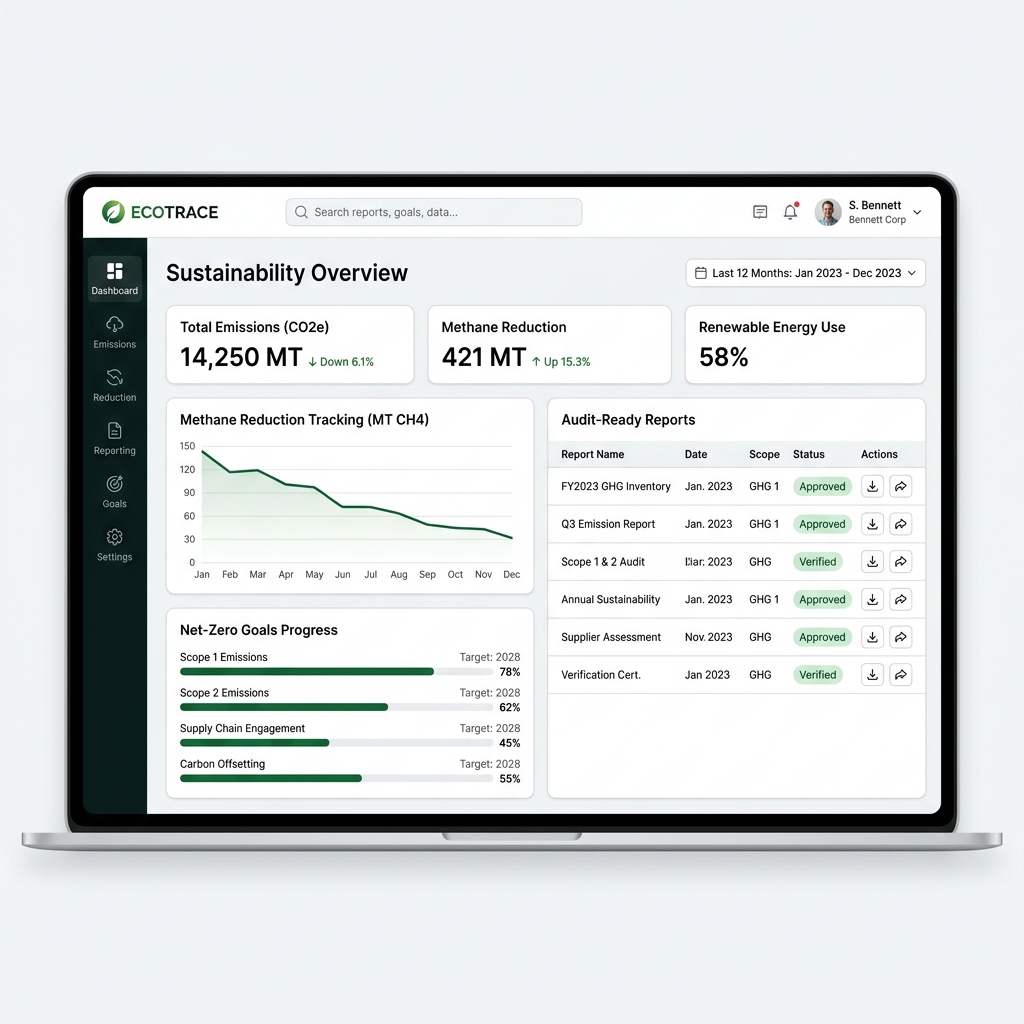 ECOTRACE
Search reports, goals, data...
S. Bennett
Bennett Corp
Dashboard
Emissions
Reduction
Reporting
Goals
Settings
Sustainability Overview
Last 12 Months: Jan 2023 - Dec 2023
Total Emissions (CO2e)
14,250 MT ↓ Down 6.1%
Methane Reduction
421 MT ↑ Up 15.3%
Renewable Energy Use
58%
Methane Reduction Tracking (MT CH4)
150
120
90
60
30
0
Jan Feb Mar Apr May Jun Jul Aug Sep Oct Nov Dec
Net-Zero Goals Progress
Scope 1 Emissions Target: 2028
78%
Scope 2 Emissions Target: 2028
62%
Supply Chain Engagement Target: 2028
45%
Carbon Offsetting Target: 2028
55%
Audit-Ready Reports
Report Name Date Scope Status Actions
FY2023 GHG Inventory Jan. 2023 GHG 1 Approved
Q3 Emission Report Jan. 2023 GHG 1 Approved
Scope 1 & 2 Audit 2023 GHG Verified
Annual Sustainability Jan. 2023 GHG 1 Approved
Supplier Assessment Nov. 2023 GHG Approved
Verification Cert. Jan 2023 GHG Verified